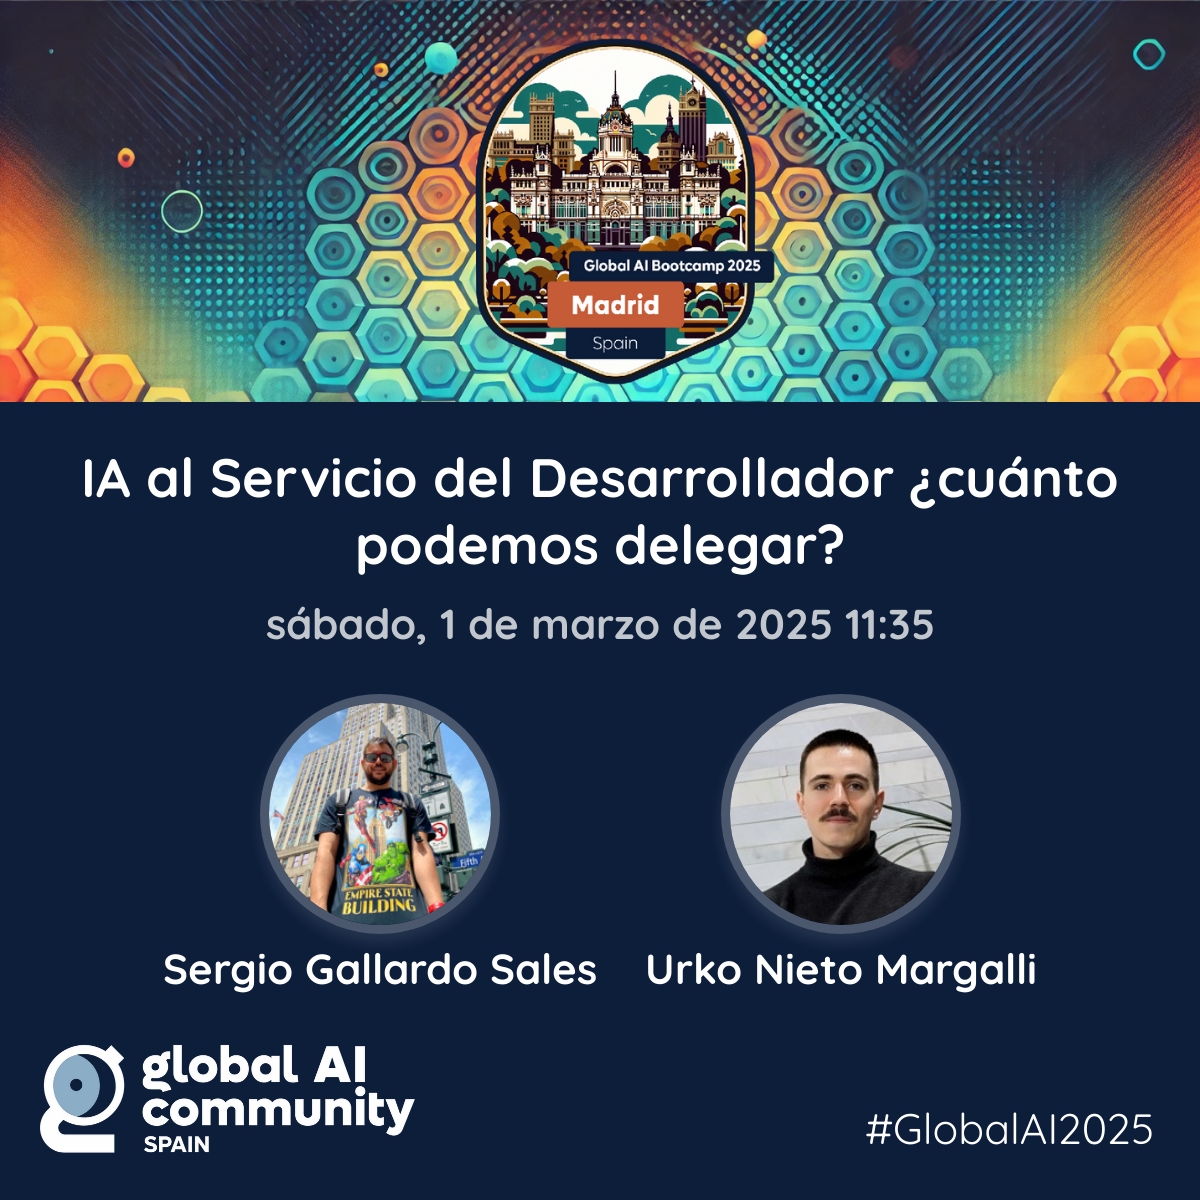 Global AI Bootcamp 2025
Madrid
Spain
IA al Servicio del Desarrollador ¿cuánto
podemos delegar?
sábado, 1 de marzo de 2025 11:35
EMPIRE STATE
BUILDING
Fifth
Sergio Gallardo Sales
Urko Nieto Margalli
global AI
community
SPAIN
#GlobalAI2025